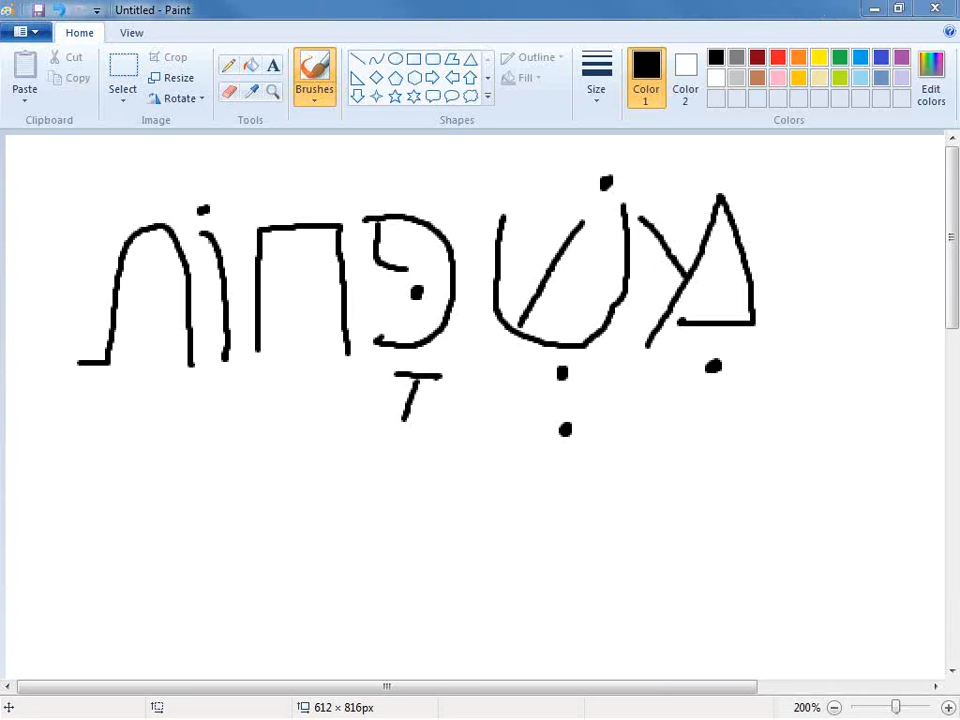 Untitled - Paint
Home View
Paste
Cut
Copy
Clipboard
Select
Crop
Resize
Rotate
Image
A
Tools
Brushes
Outline
Fill
Shapes
Size
Color 1
Color 2
Edit colors
Colors
מִשְׁפָּחוֹת
612 × 816px
200%